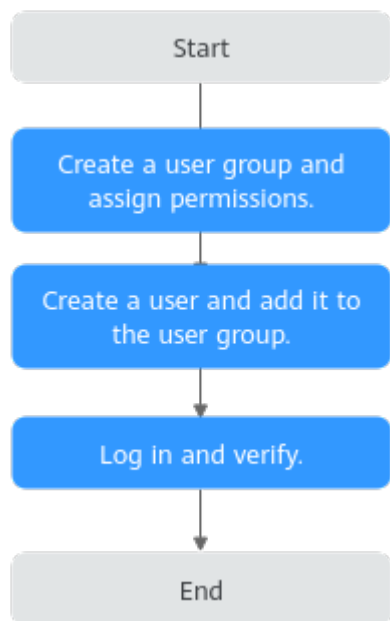 Start
Create a user group and
assign permissions.
Create a user and add it to
the user group.
Log in and verify.
End